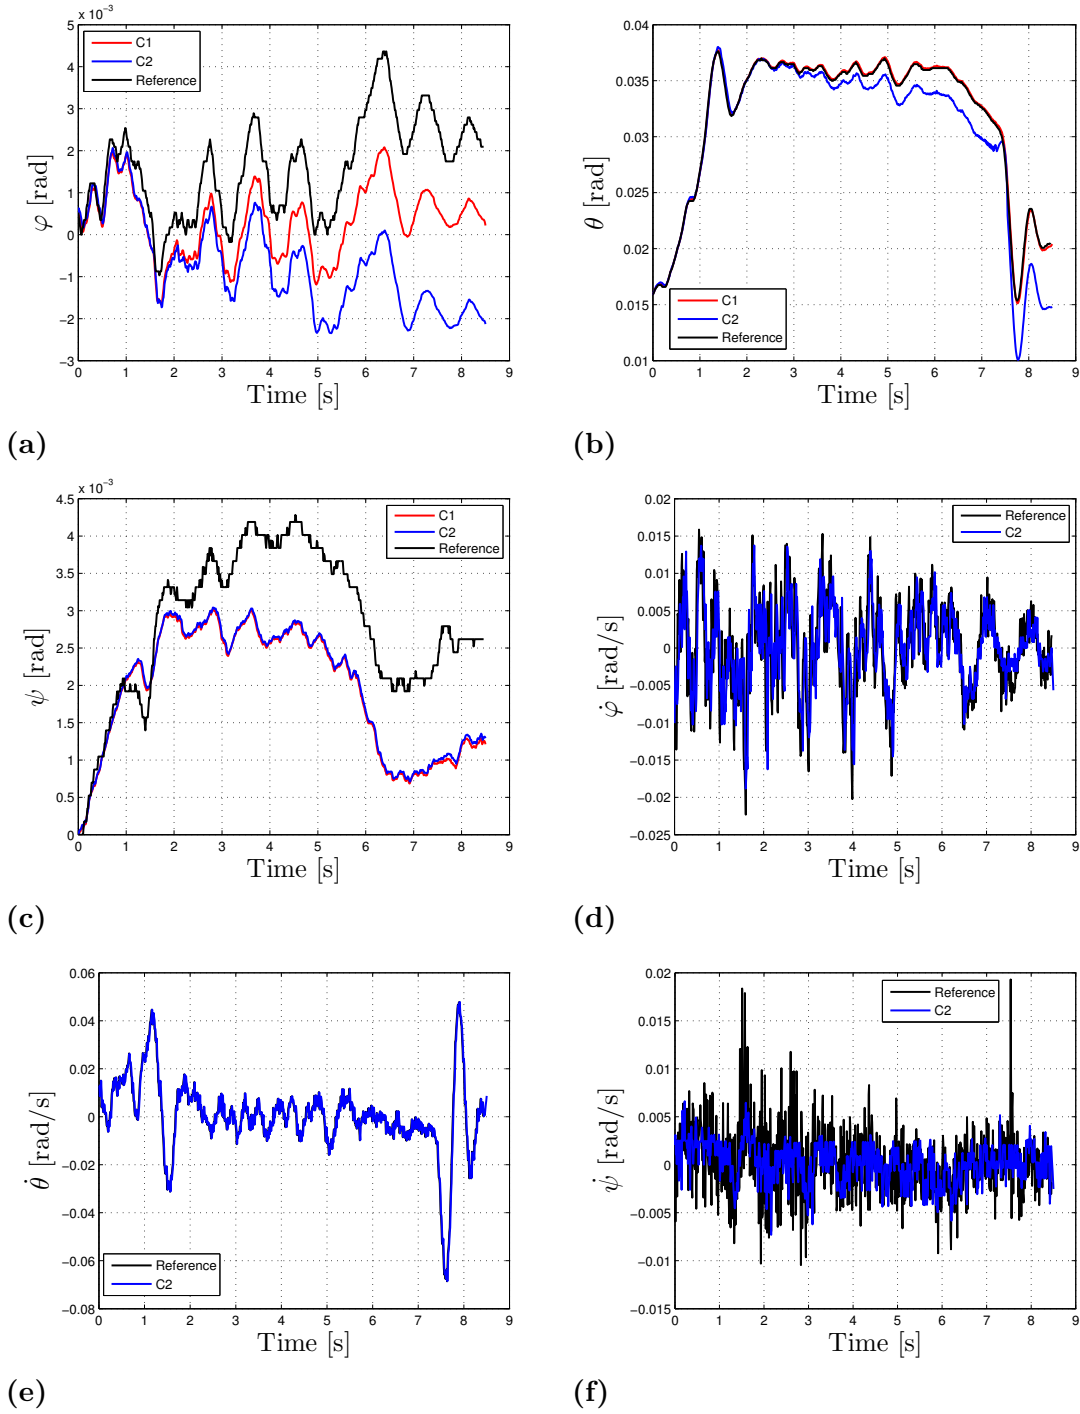 x 10⁻³
5
4
3
2
1
0
−1
−2
−3
φ [rad]
C1
C2
Reference
0 1 2 3 4 5 6 7 8 9
Time [s]
(a)
0.04
0.035
0.03
0.025
0.02
0.015
0.01
θ [rad]
C1
C2
Reference
0 1 2 3 4 5 6 7 8 9
Time [s]
(b)
x 10⁻³
4.5
4
3.5
3
2.5
2
1.5
1
0.5
0
ψ [rad]
C1
C2
Reference
0 1 2 3 4 5 6 7 8 9
Time [s]
(c)
0.02
0.015
0.01
0.005
0
−0.005
−0.01
−0.015
−0.02
−0.025
φ̇ [rad/s]
Reference
C2
0 1 2 3 4 5 6 7 8 9
Time [s]
(d)
0.06
0.04
0.02
0
−0.02
−0.04
−0.06
−0.08
θ̇ [rad/s]
Reference
C2
0 1 2 3 4 5 6 7 8 9
Time [s]
(e)
0.02
0.015
0.01
0.005
0
−0.005
−0.01
−0.015
ψ̇ [rad/s]
Reference
C2
0 1 2 3 4 5 6 7 8 9
Time [s]
(f)